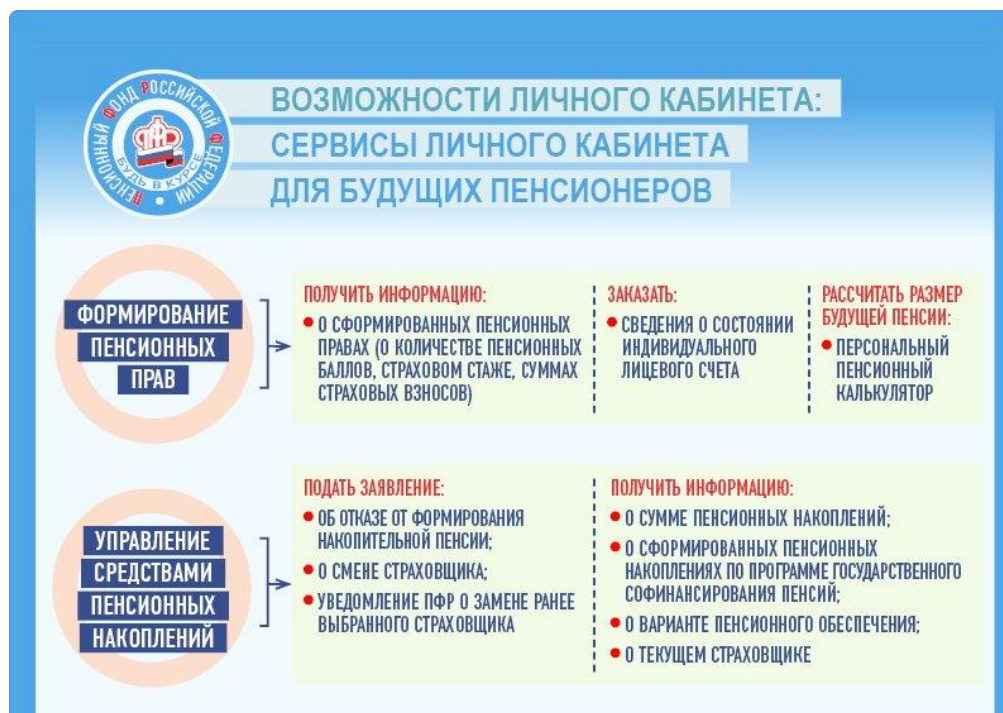 ПЕНСИОННЫЙ ФОНД РОССИЙСКОЙ ФЕДЕРАЦИИ
ПФР
БУДЬ В КУРСЕ
ВОЗМОЖНОСТИ ЛИЧНОГО КАБИНЕТА:
СЕРВИСЫ ЛИЧНОГО КАБИНЕТА
ДЛЯ БУДУЩИХ ПЕНСИОНЕРОВ
ФОРМИРОВАНИЕ
ПЕНСИОННЫХ
ПРАВ
ПОЛУЧИТЬ ИНФОРМАЦИЮ:
• О СФОРМИРОВАННЫХ ПЕНСИОННЫХ
ПРАВАХ (О КОЛИЧЕСТВЕ ПЕНСИОННЫХ
БАЛЛОВ, СТРАХОВОМ СТАЖЕ, СУММАХ
СТРАХОВЫХ ВЗНОСОВ)
ЗАКАЗАТЬ:
• СВЕДЕНИЯ О СОСТОЯНИИ
ИНДИВИДУАЛЬНОГО
ЛИЦЕВОГО СЧЕТА
РАССЧИТАТЬ РАЗМЕР
БУДУЩЕЙ ПЕНСИИ:
• ПЕРСОНАЛЬНЫЙ
ПЕНСИОННЫЙ
КАЛЬКУЛЯТОР
УПРАВЛЕНИЕ
СРЕДСТВАМИ
ПЕНСИОННЫХ
НАКОПЛЕНИЙ
ПОДАТЬ ЗАЯВЛЕНИЕ:
• ОБ ОТКАЗЕ ОТ ФОРМИРОВАНИЯ
НАКОПИТЕЛЬНОЙ ПЕНСИИ;
• О СМЕНЕ СТРАХОВЩИКА;
• УВЕДОМЛЕНИЕ ПФР О ЗАМЕНЕ РАНЕЕ
ВЫБРАННОГО СТРАХОВЩИКА
ПОЛУЧИТЬ ИНФОРМАЦИЮ:
• О СУММЕ ПЕНСИОННЫХ НАКОПЛЕНИЙ;
• О СФОРМИРОВАННЫХ ПЕНСИОННЫХ
НАКОПЛЕНИЯХ ПО ПРОГРАММЕ ГОСУДАРСТВЕННОГО
СОФИНАНСИРОВАНИЯ ПЕНСИЙ;
• О ВАРИАНТЕ ПЕНСИОННОГО ОБЕСПЕЧЕНИЯ;
• О ТЕКУЩЕМ СТРАХОВЩИКЕ